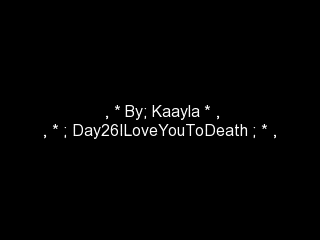 , * By; Kaayla * ,
, * ; Day26ILoveYouToDeath ; * ,